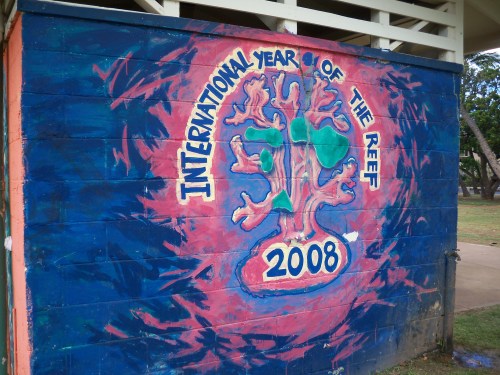 INTERNATIONAL YEAR OF THE REEF
2008